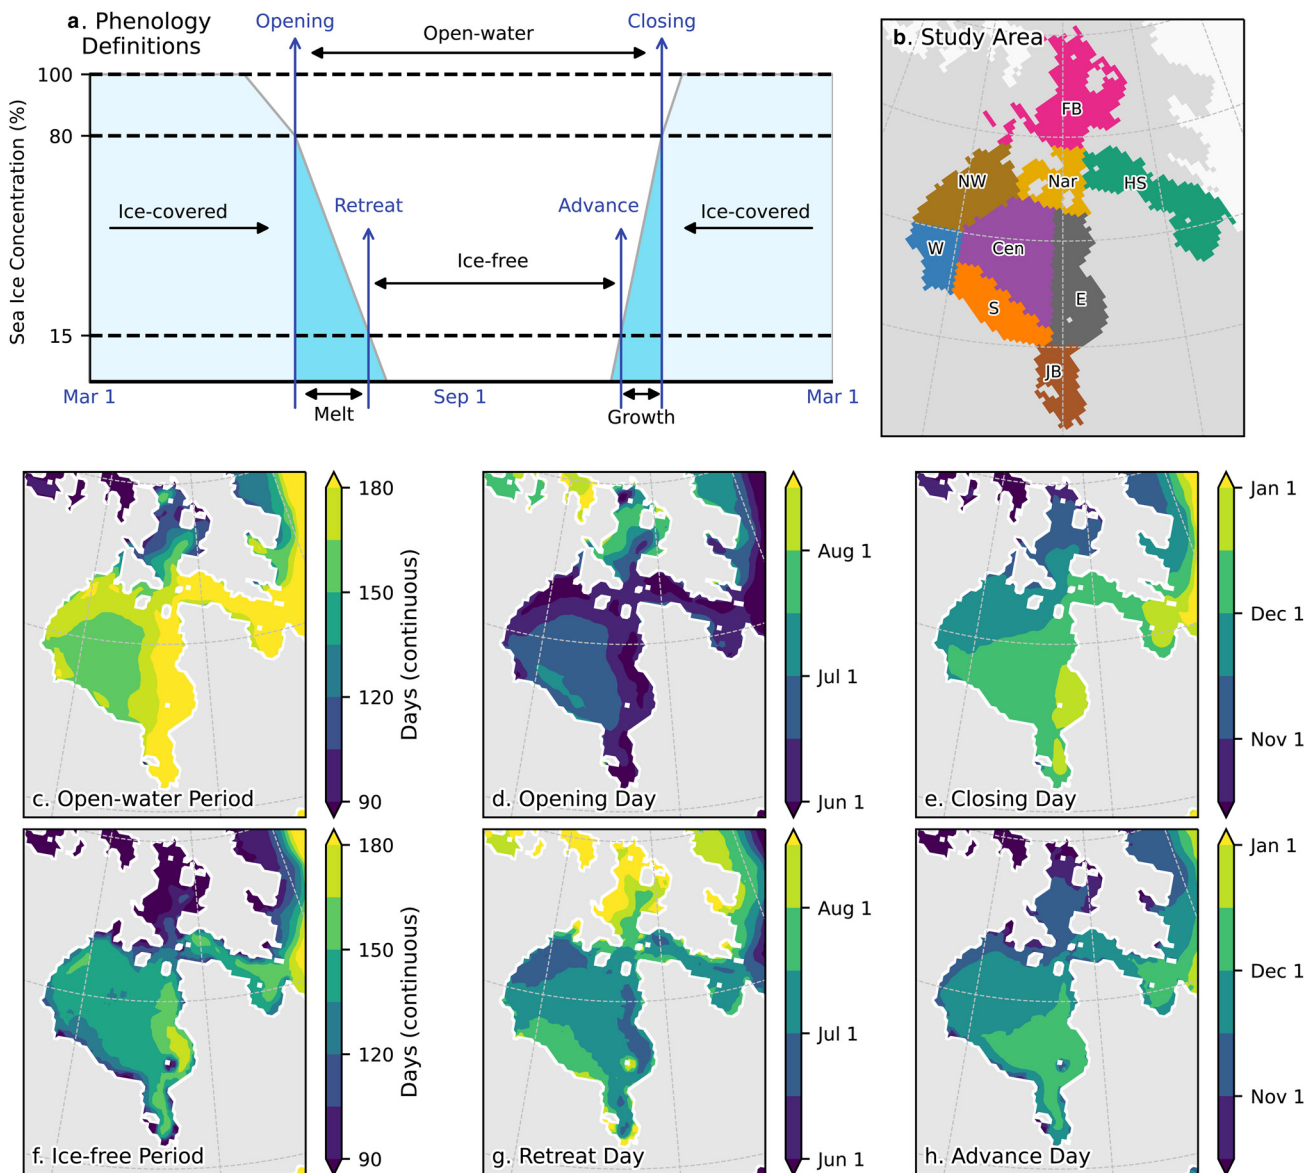 a. Phenology
Definitions
Opening
Closing
Open-water
Sea Ice Concentration (%)
100
80
15
Ice-covered
Retreat
Advance
Ice-covered
Ice-free
Mar 1
Melt
Sep 1
Growth
Mar 1
b. Study Area
FB
NW
Nar
HS
W
Cen
S
E
JB
180
150
120
90
Days (continuous)
c. Open-water Period
Aug 1
Jul 1
Jun 1
d. Opening Day
Jan 1
Dec 1
Nov 1
e. Closing Day
180
150
120
90
Days (continuous)
f. Ice-free Period
Aug 1
Jul 1
Jun 1
g. Retreat Day
Jan 1
Dec 1
Nov 1
h. Advance Day